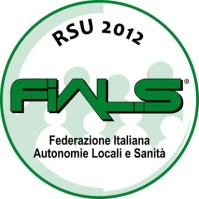 RSU 2012
FIALS®
Federazione Italiana
Autonomie Locali e Sanità